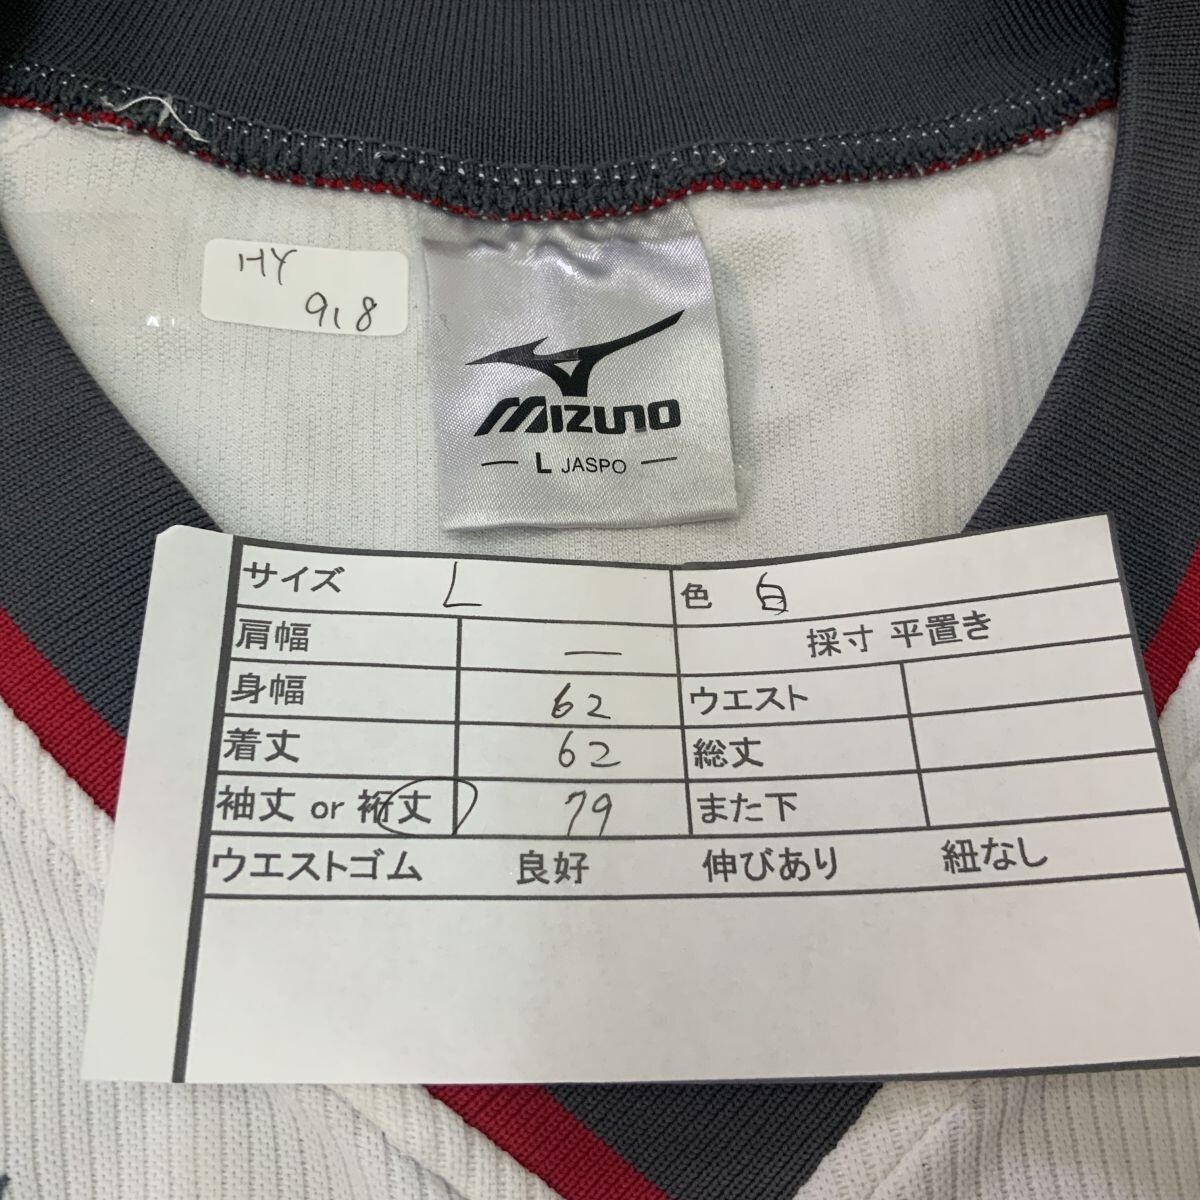 HY
918
MIZUNO
L JASPO
サイズ L 色 白
肩幅 — 採寸 平置き
身幅 62 ウエスト
着丈 62 総丈
袖丈 or 裄丈 79 また下
ウエストゴム 良好 伸びあり 紐なし